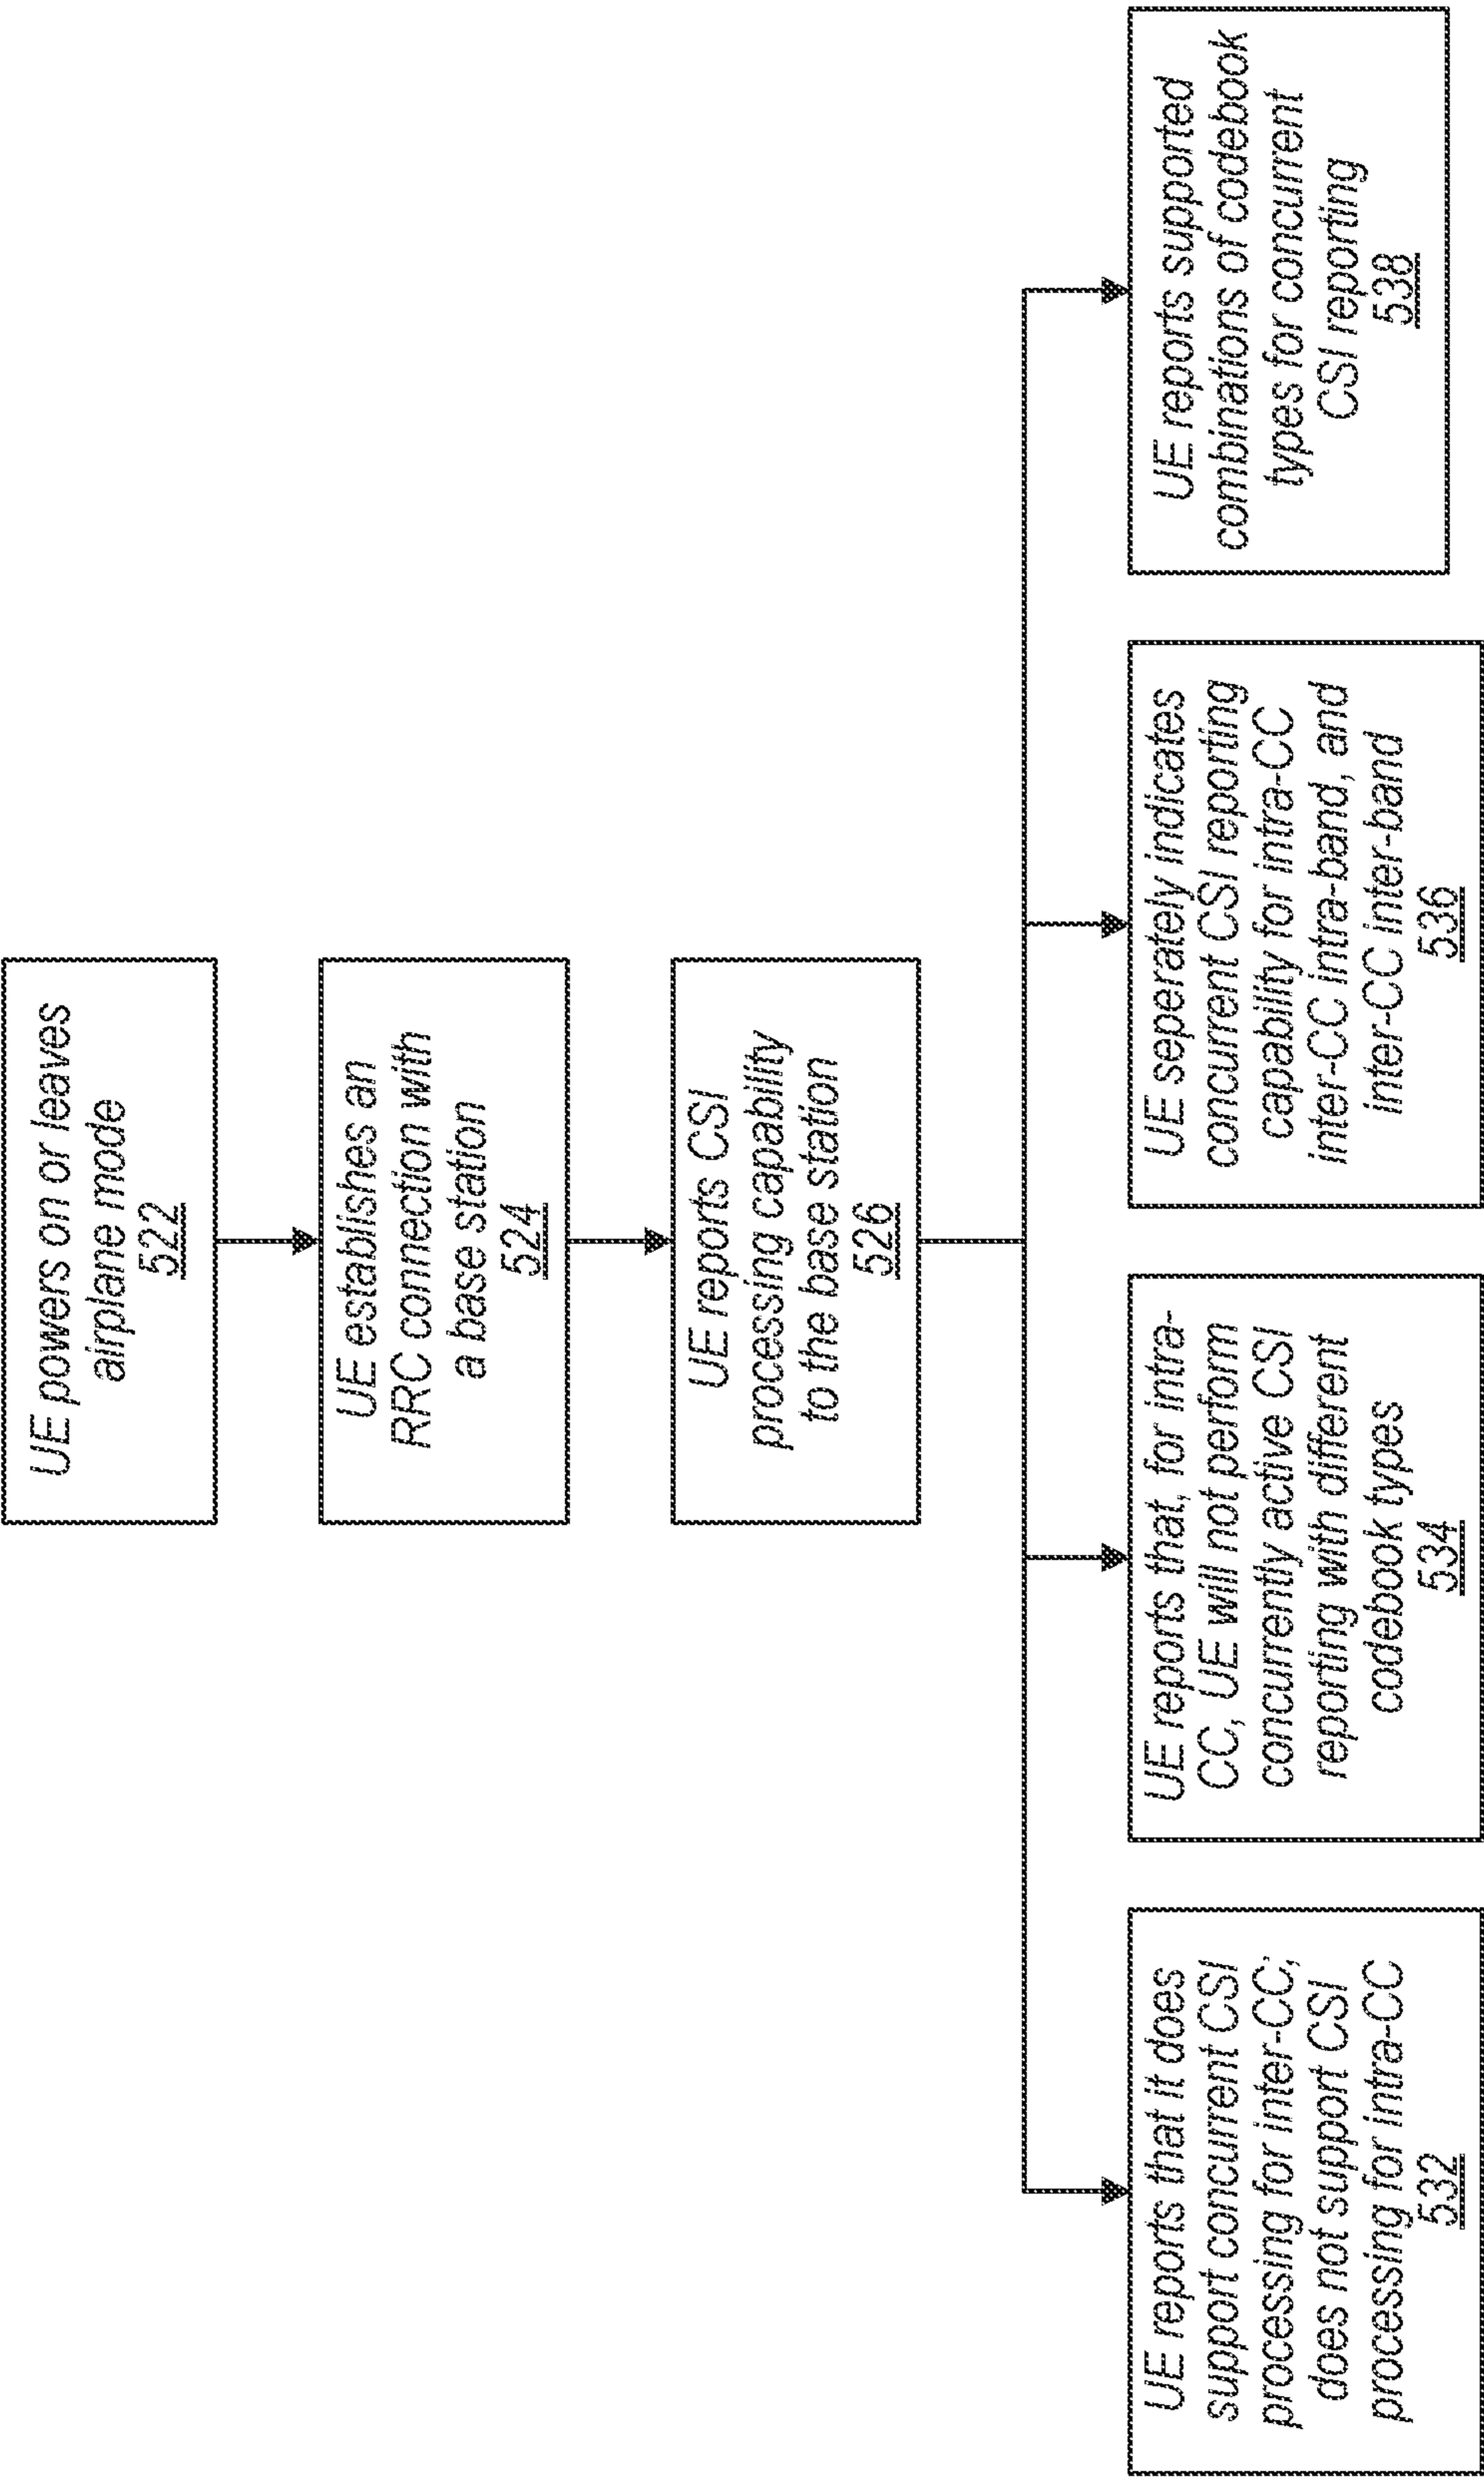 UE powers on or leaves
airplane mode
522
UE establishes an
RRC connection with
a base station
524
UE reports CSI
processing capability
to the base station
526
UE reports that it does
support concurrent CSI
processing for inter-CC;
does not support CSI
processing for intra-CC
532
UE reports that, for intra-
CC, UE will not perform
concurrently active CSI
reporting with different
codebook types
534
UE seperately indicates
concurrent CSI reporting
capability for intra-CC
inter-CC intra-band, and
inter-CC inter-band
536
UE reports supported
combinations of codebook
types for concurrent
CSI reporting
538